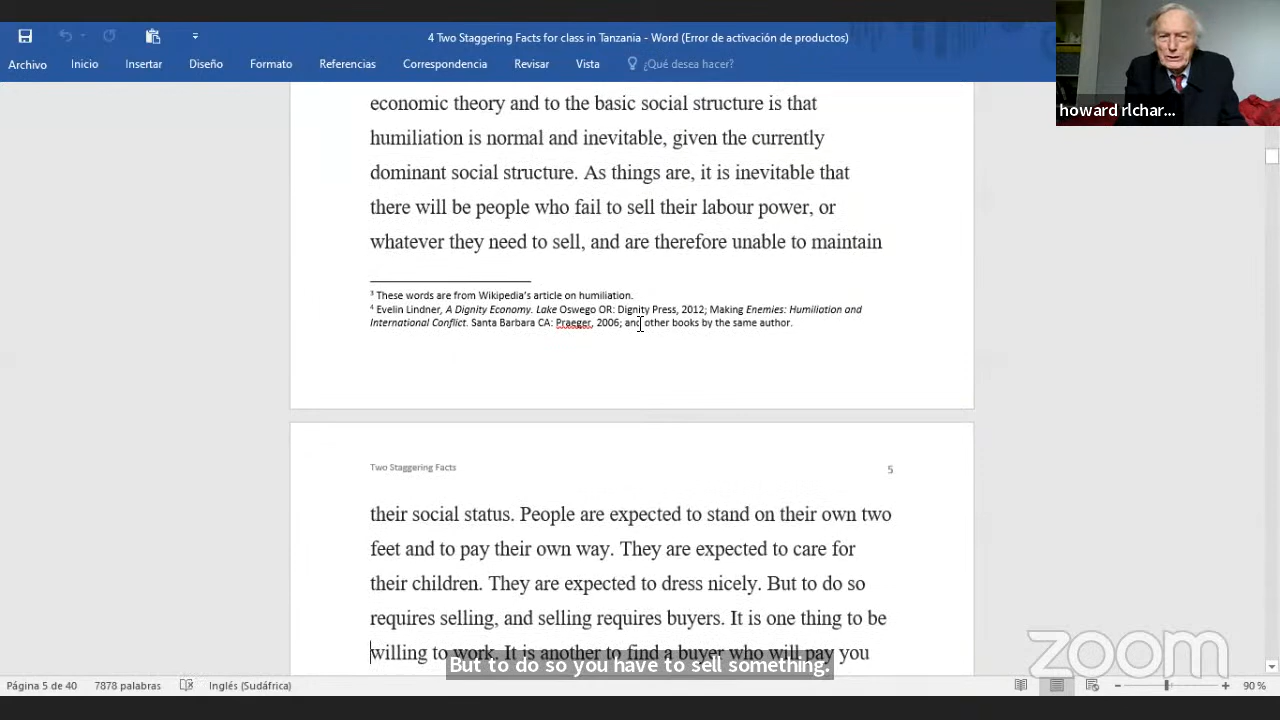 4 Two Staggering Facts for class in Tanzania - Word (Error de activación de productos)
Archivo Inicio Insertar Diseño Formato Referencias Correspondencia Revisar Vista ¿Qué desea hacer?
howard rlchar...
economic theory and to the basic social structure is that
humiliation is normal and inevitable, given the currently
dominant social structure. As things are, it is inevitable that
there will be people who fail to sell their labour power, or
whatever they need to sell, and are therefore unable to maintain
3 These words are from Wikipedia's article on humiliation.
4 Evelin Lindner, A Dignity Economy. Lake Oswego OR: Dignity Press, 2012; Making Enemies: Humiliation and
International Conflict. Santa Barbara CA: Praeger, 2006; and other books by the same author.
Two Staggering Facts 5
their social status. People are expected to stand on their own two
feet and to pay their own way. They are expected to care for
their children. They are expected to dress nicely. But to do so
requires selling, and selling requires buyers. It is one thing to be
willing to work. It is another to find a buyer who will pay you
But to do so you have to sell something.
zoom
Página 5 de 40 7878 palabras Inglés (Sudáfrica) 90 %